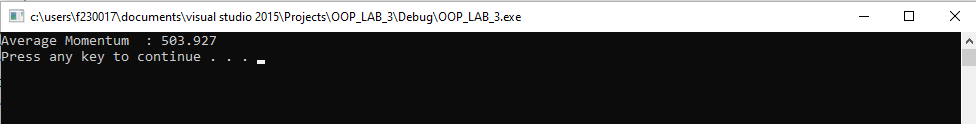 c:\users\f230017\documents\visual studio 2015\Projects\OOP_LAB_3\Debug\OOP_LAB_3.exe
Average Momentum  : 503.927
Press any key to continue . . .